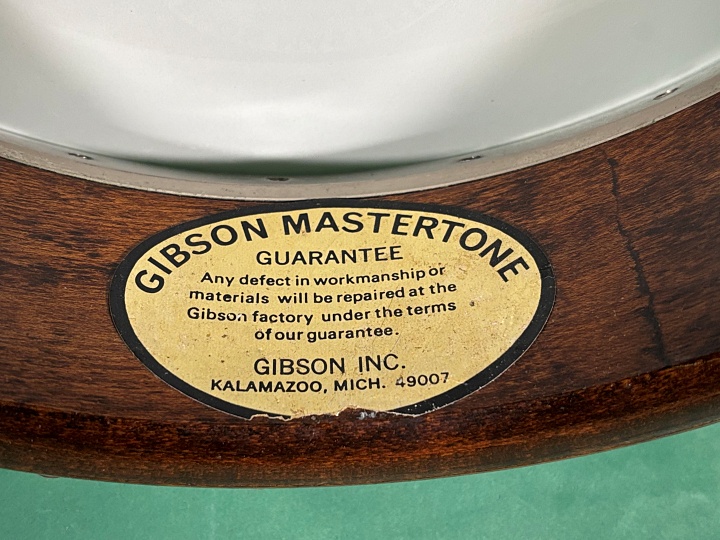 GIBSON MASTERTONE
GUARANTEE
Any defect in workmanship or
materials will be repaired at the
Gibson factory under the terms
of our guarantee.
GIBSON INC.
KALAMAZOO, MICH. 49007